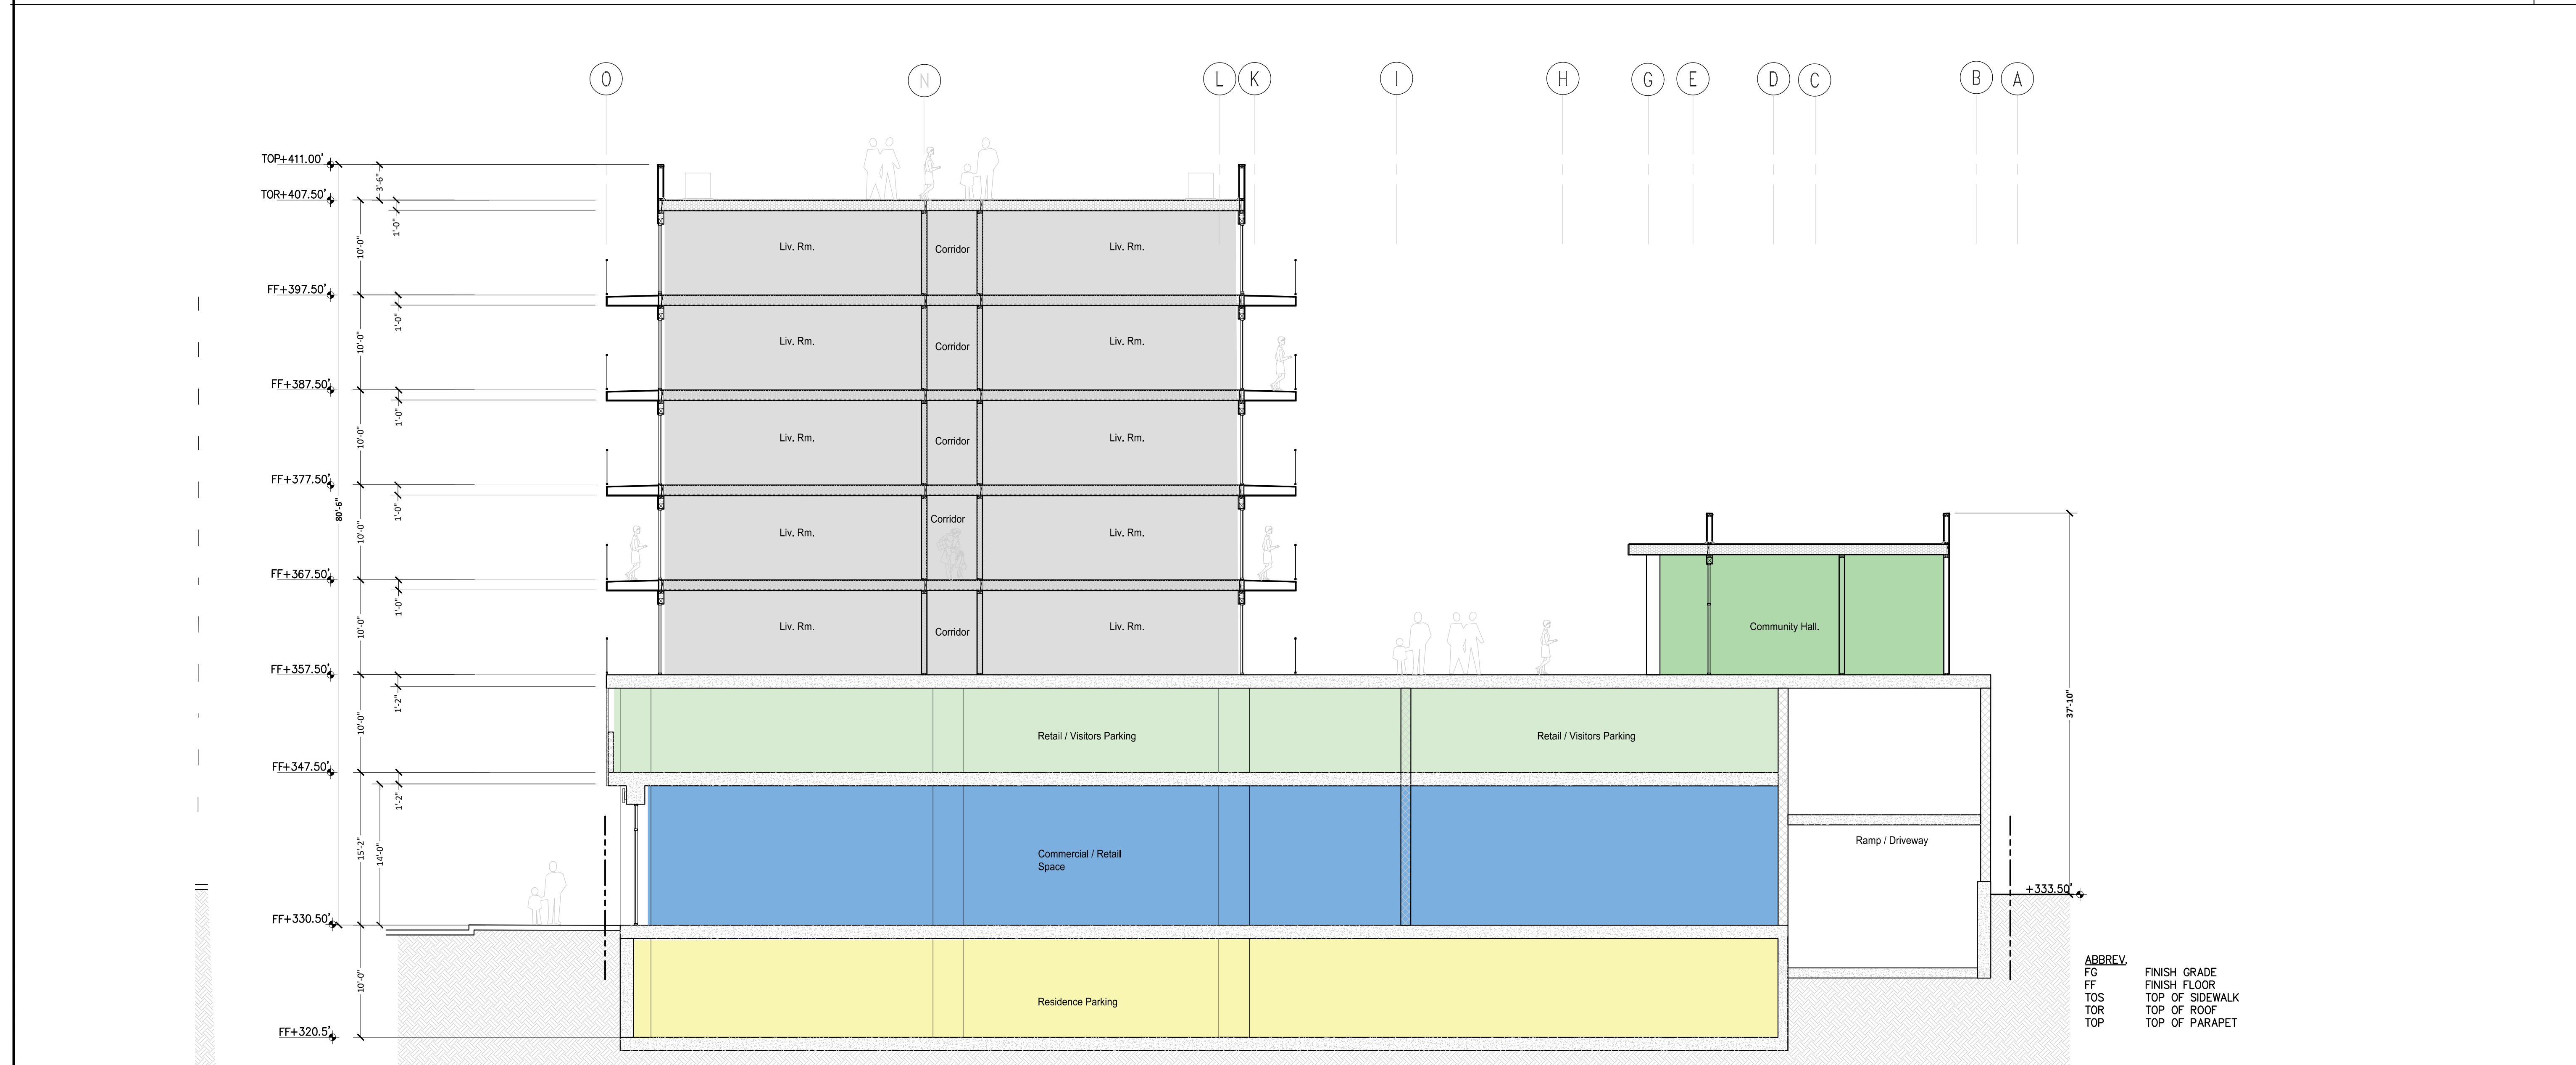 O N L K I H G E D C B A
TOP+411.00'
3'-6"
TOR+407.50'
1'-0"
10'-0"
Liv. Rm. Corridor Liv. Rm.
FF+397.50'
1'-0"
10'-0"
Liv. Rm. Corridor Liv. Rm.
FF+387.50'
1'-0"
10'-0"
Liv. Rm. Corridor Liv. Rm.
FF+377.50'
1'-0"
80'-6"
10'-0"
Liv. Rm. Corridor Liv. Rm.
FF+367.50'
1'-0"
10'-0"
Liv. Rm. Corridor Liv. Rm.
Community Hall.
FF+357.50'
1'-2"
37'-10"
10'-0"
Retail / Visitors Parking Retail / Visitors Parking
FF+347.50'
1'-2"
15'-2"
14'-0"
Commercial / Retail
Space
Ramp / Driveway
+333.50'
FF+330.50'
10'-0"
Residence Parking
FF+320.5'
ABBREV.
FG FINISH GRADE
FF FINISH FLOOR
TOS TOP OF SIDEWALK
TOR TOP OF ROOF
TOP TOP OF PARAPET